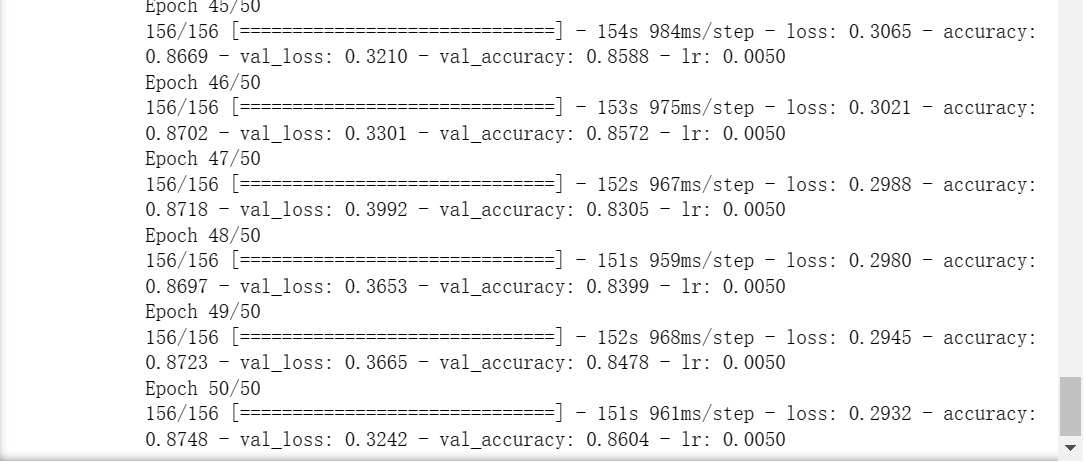 Epoch 45/50
156/156 [==============================] - 154s 984ms/step - loss: 0.3065 - accuracy:
0.8669 - val_loss: 0.3210 - val_accuracy: 0.8588 - lr: 0.0050
Epoch 46/50
156/156 [==============================] - 153s 975ms/step - loss: 0.3021 - accuracy:
0.8702 - val_loss: 0.3301 - val_accuracy: 0.8572 - lr: 0.0050
Epoch 47/50
156/156 [==============================] - 152s 967ms/step - loss: 0.2988 - accuracy:
0.8718 - val_loss: 0.3992 - val_accuracy: 0.8305 - lr: 0.0050
Epoch 48/50
156/156 [==============================] - 151s 959ms/step - loss: 0.2980 - accuracy:
0.8697 - val_loss: 0.3653 - val_accuracy: 0.8399 - lr: 0.0050
Epoch 49/50
156/156 [==============================] - 152s 968ms/step - loss: 0.2945 - accuracy:
0.8723 - val_loss: 0.3665 - val_accuracy: 0.8478 - lr: 0.0050
Epoch 50/50
156/156 [==============================] - 151s 961ms/step - loss: 0.2932 - accuracy:
0.8748 - val_loss: 0.3242 - val_accuracy: 0.8604 - lr: 0.0050